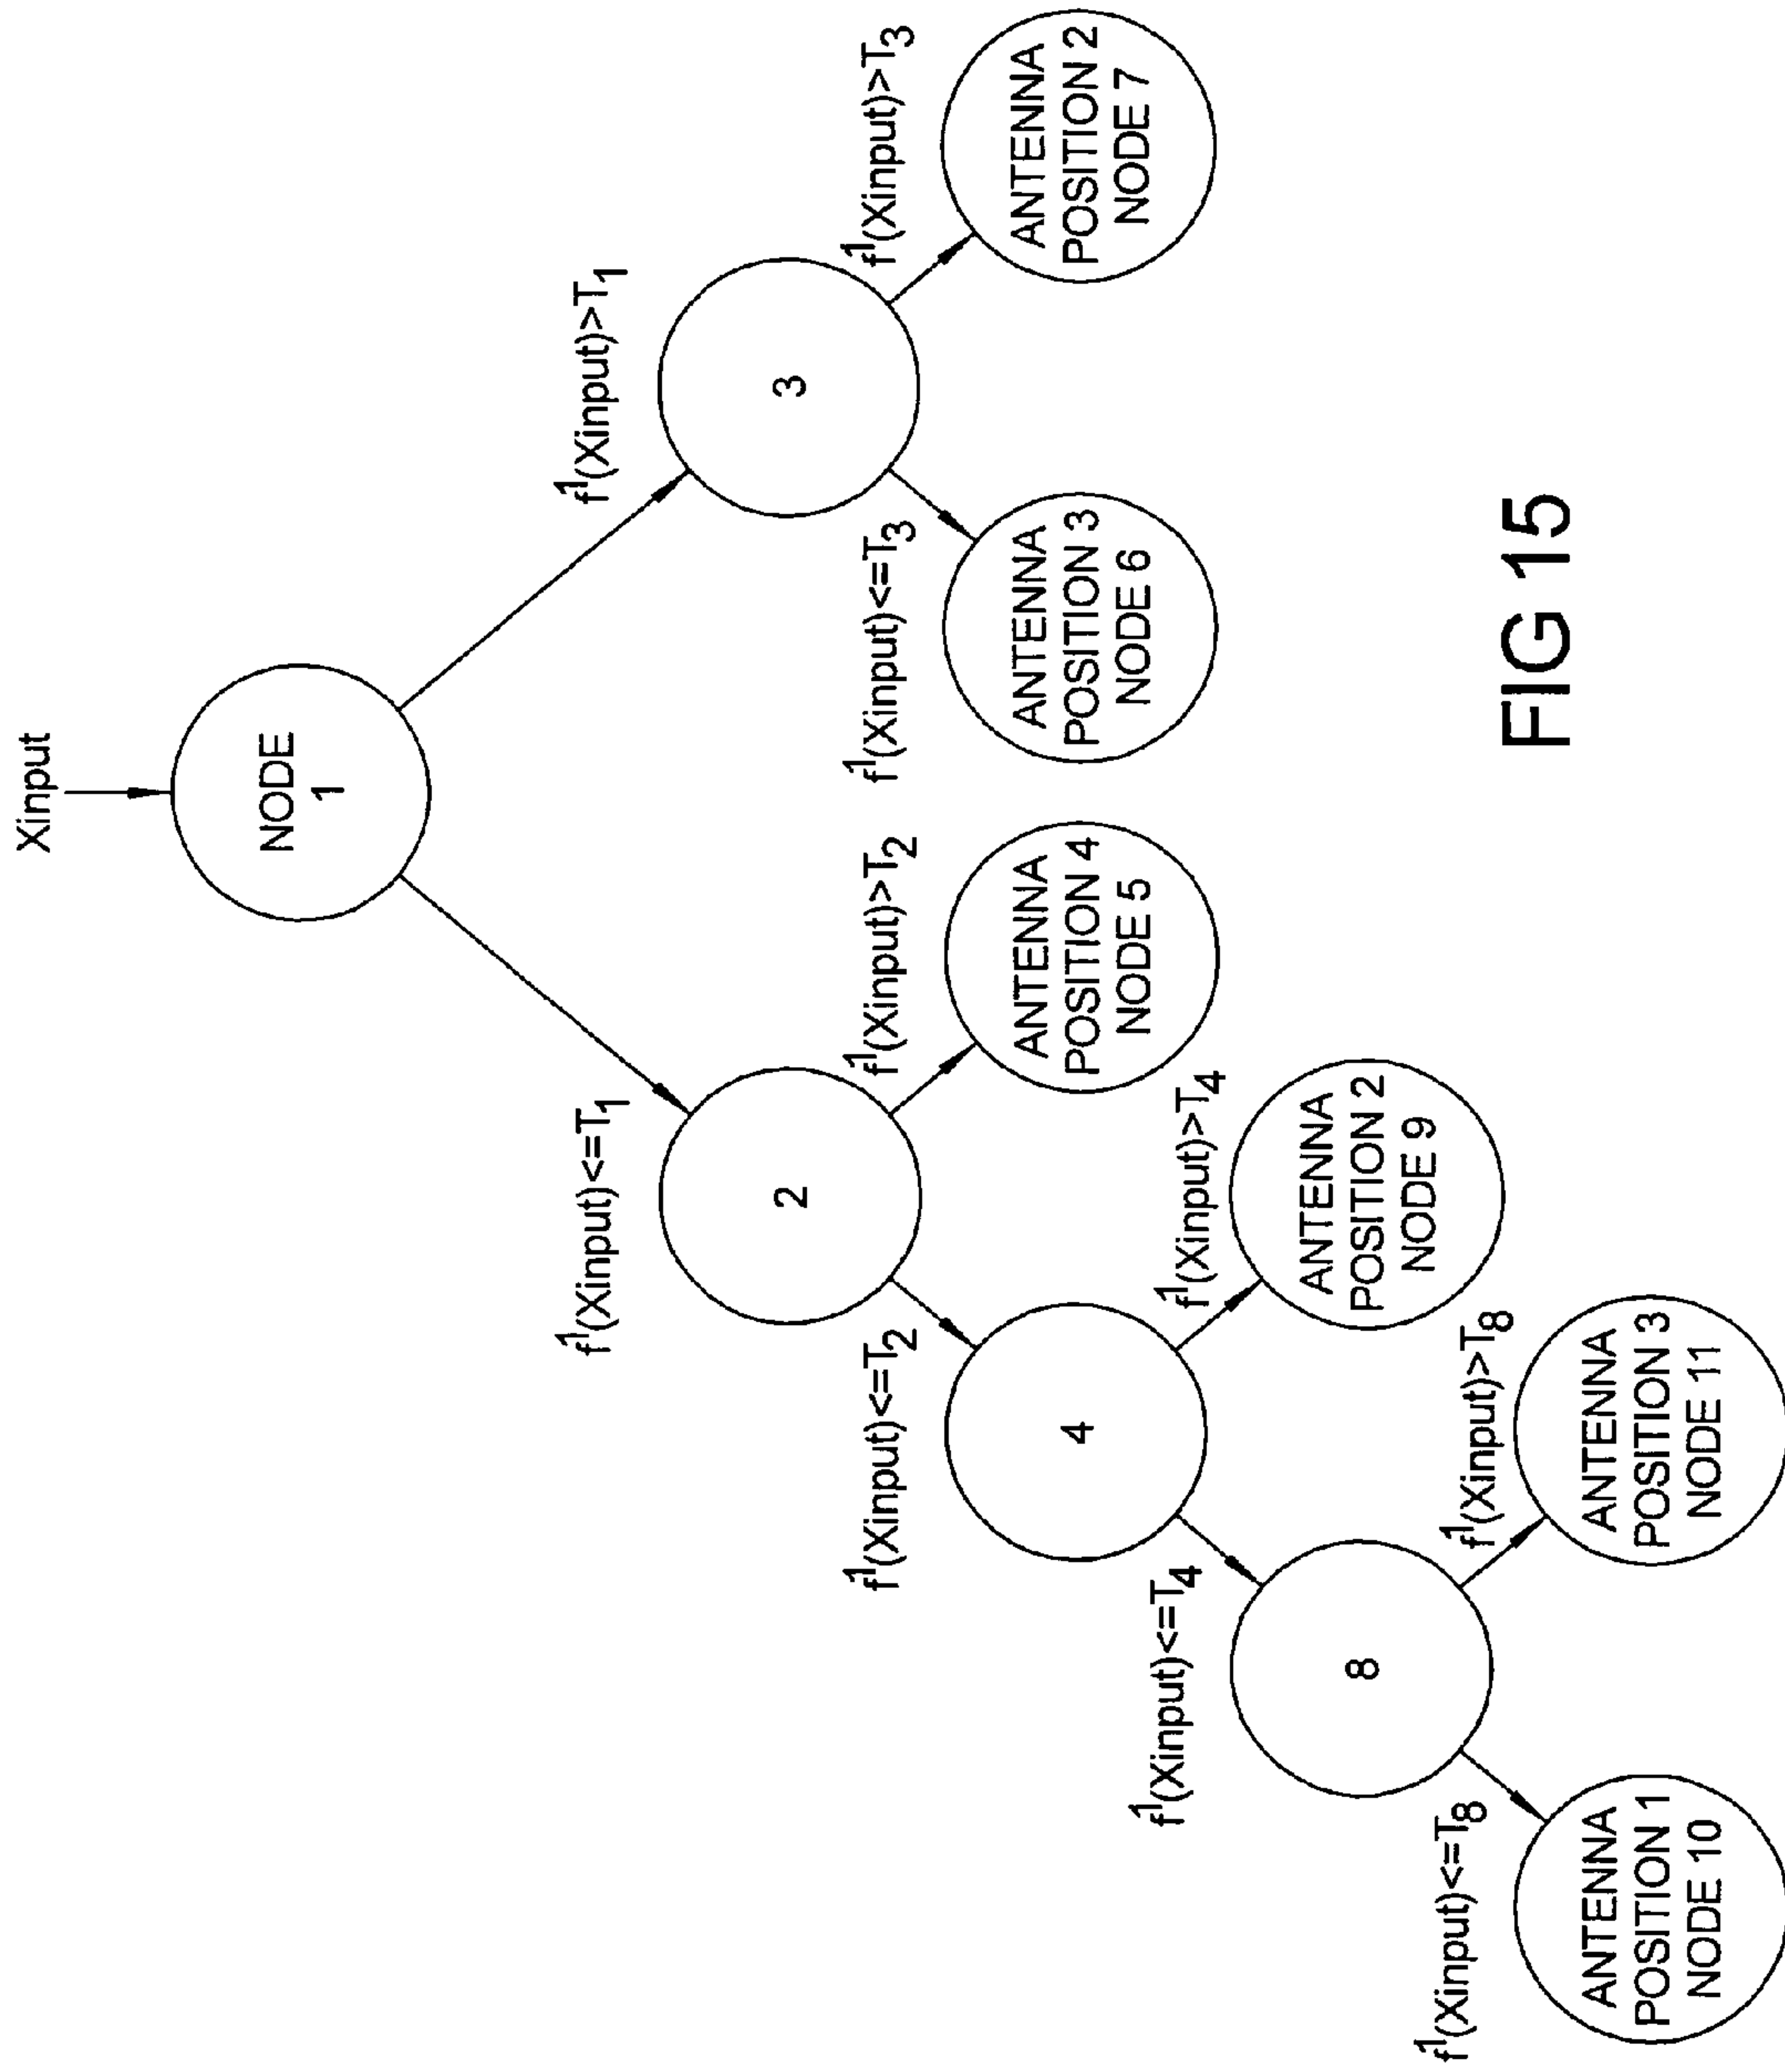 Xinput
NODE
1
f¹(Xinput)<=T₁
f¹(Xinput)>T₁
2
3
f¹(Xinput)<=T₂
f¹(Xinput)>T₂
f¹(Xinput)<=T₃
f¹(Xinput)>T₃
4
ANTENNA
POSITION 4
NODE 5
ANTENNA
POSITION 3
NODE 6
ANTENNA
POSITION 2
NODE 7
f¹(Xinput)<=T₄
f¹(Xinput)>T₄
8
ANTENNA
POSITION 2
NODE 9
f¹(Xinput)<=T₈
f¹(Xinput)>T₈
ANTENNA
POSITION 1
NODE 10
ANTENNA
POSITION 3
NODE 11
FIG 15